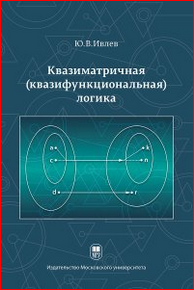 Ю.В.Ивлев
Квазиматричная
(квазифункциональная)
логика
a
k
c
n
d
r
Издательство Московского университета